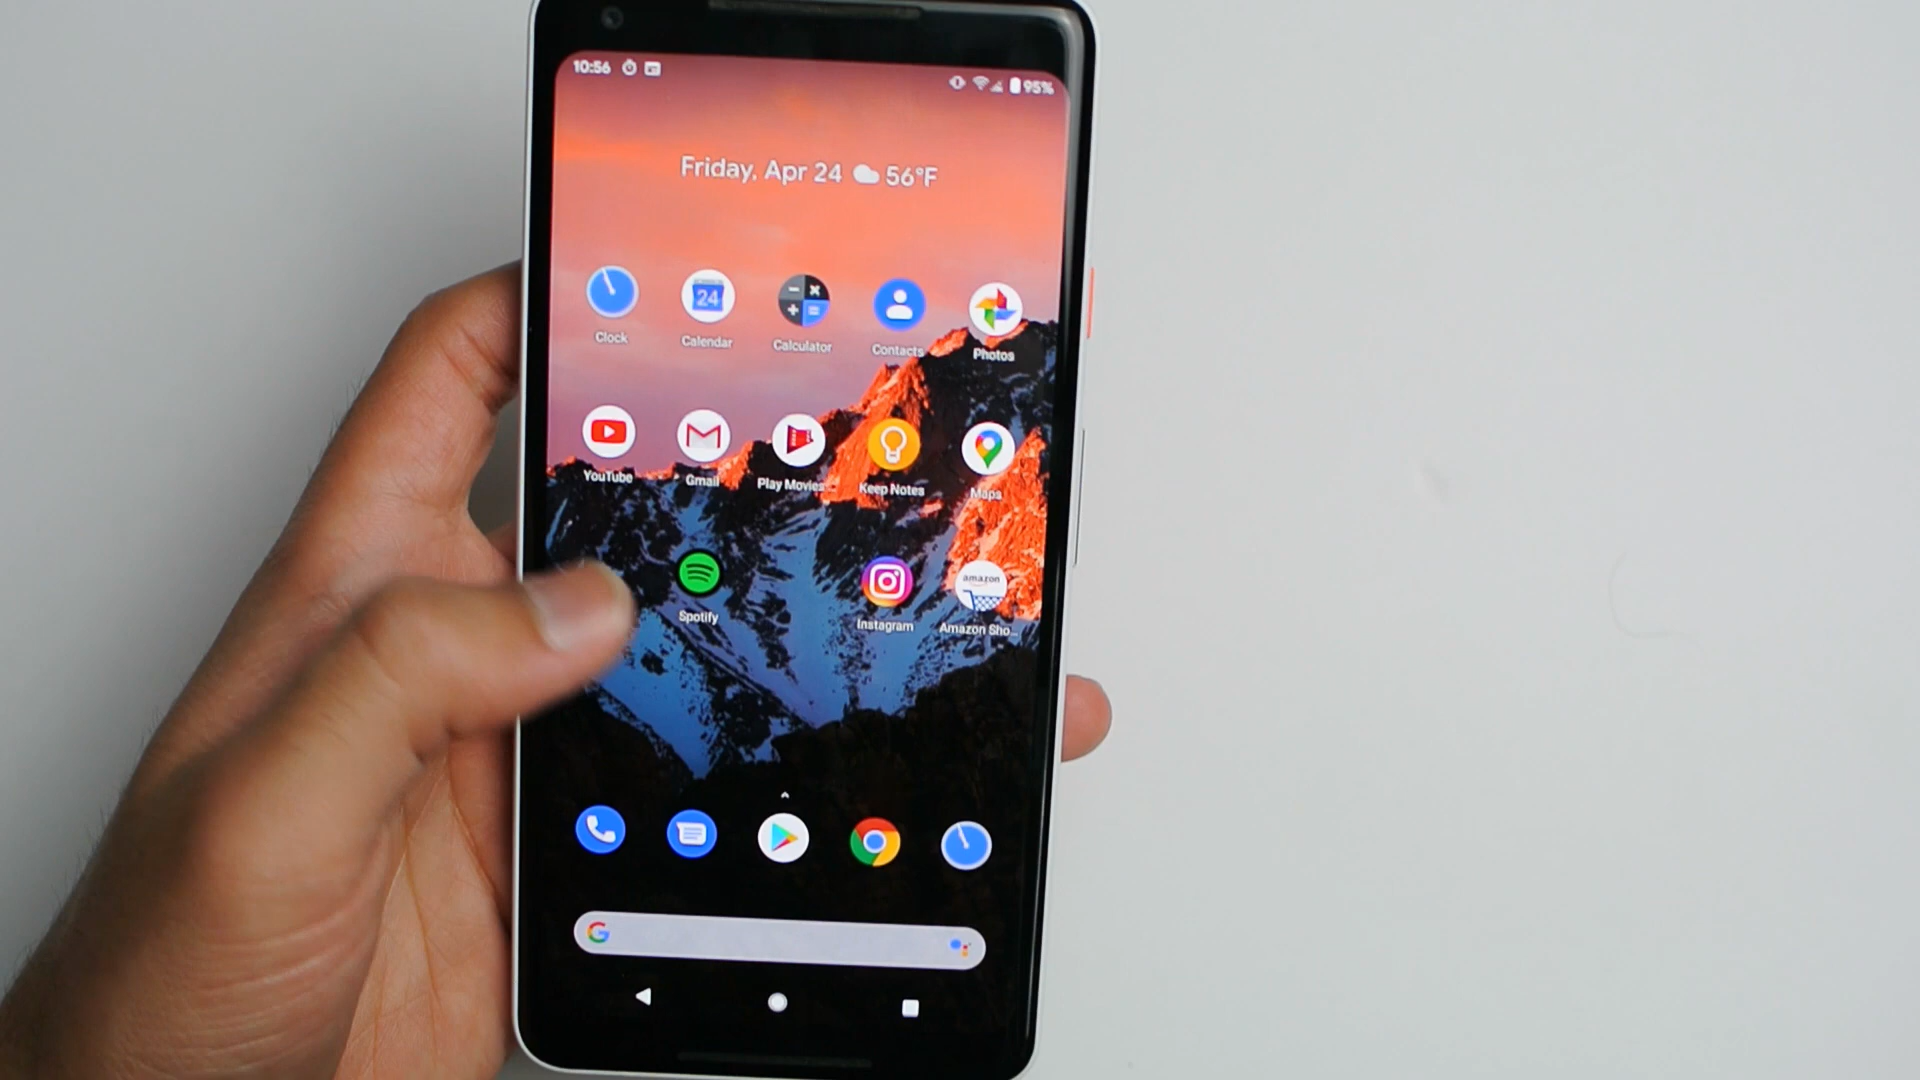 10:56
95%
Friday, Apr 24 56°F
24
Clock Calendar Calculator Contacts Photos
YouTube Gmail Play Movies... Keep Notes Maps
amazon
Spotify Instagram Amazon Sho...